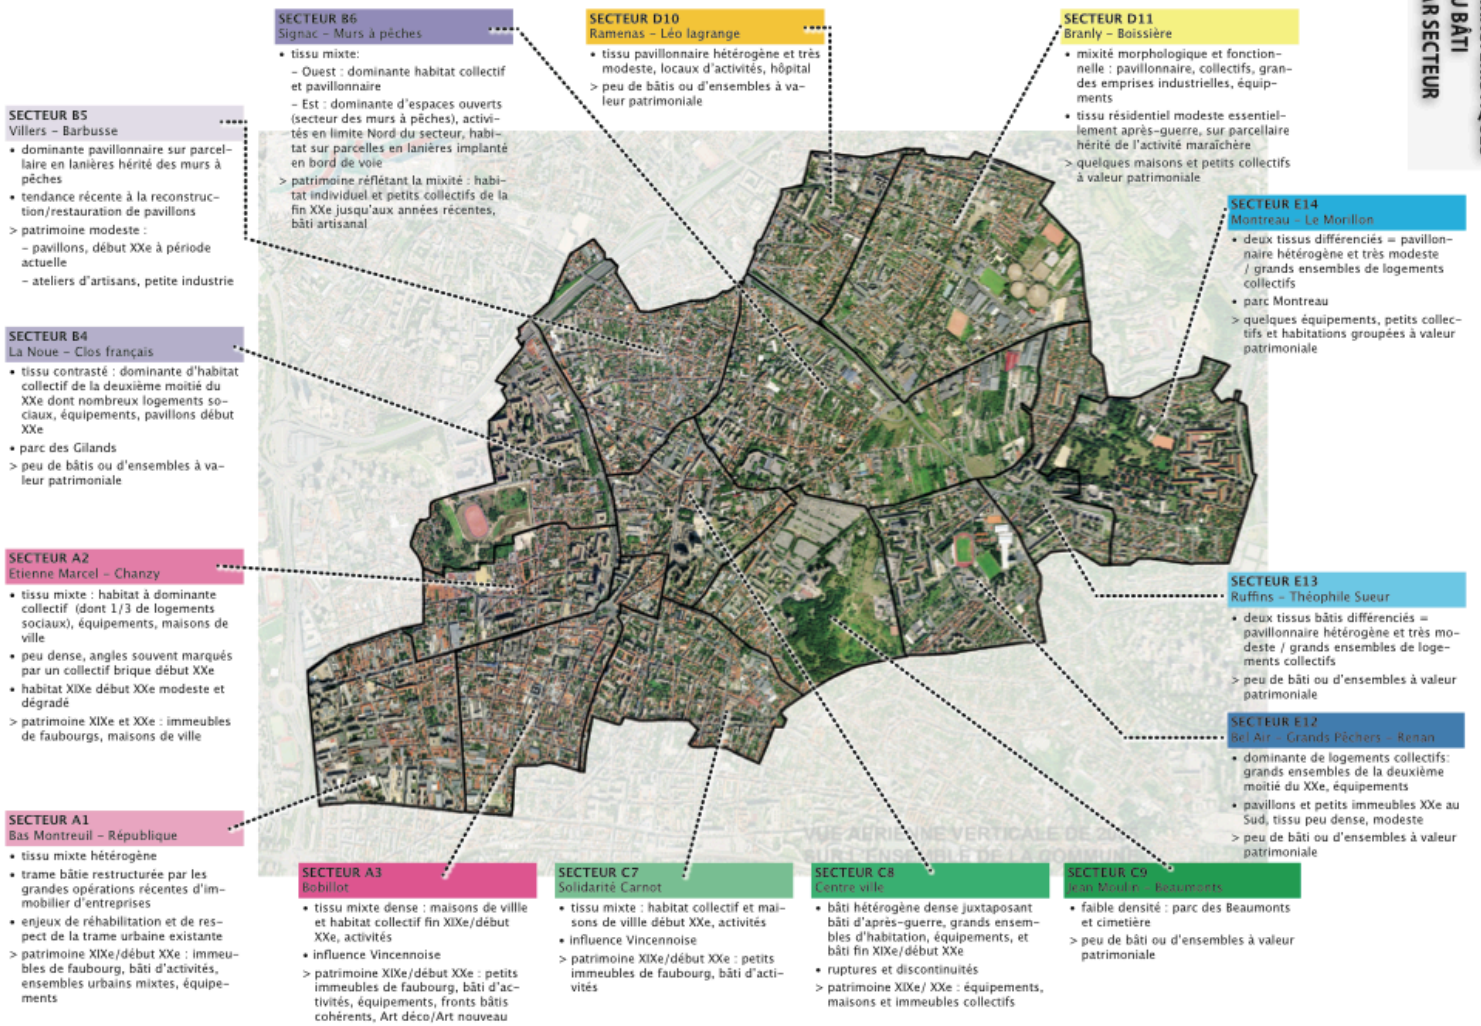 U BÂTI
AR SECTEUR
SECTEUR B6
Signac – Murs à pêches
• tissu mixte:
– Ouest : dominante habitat collectif
et pavillonnaire
– Est : dominante d'espaces ouverts
(secteur des murs à pêches), activi–
tés en limite Nord du secteur, habi–
tat sur parcelles en lanières implanté
en bord de voie
> patrimoine réflétant la mixité : habi–
tat individuel et petits collectifs de la
fin XXe jusqu'aux années récentes,
bâti artisanal
SECTEUR D10
Ramenas – Léo lagrange
• tissu pavillonnaire hétérogène et très
modeste, locaux d'activités, hôpital
> peu de bâtis ou d'ensembles à va–
leur patrimoniale
SECTEUR D11
Branly – Boissière
• mixité morphologique et fonction–
nelle : pavillonnaire, collectifs, gran–
des emprises industrielles, équip–
ments
• tissu résidentiel modeste essentiel–
lement après-guerre, sur parcellaire
hérité de l'activité maraîchère
> quelques maisons et petits collectifs
à valeur patrimoniale
SECTEUR B5
Villers – Barbusse
• dominante pavillonnaire sur parcel–
laire en lanières hérité des murs à
pêches
• tendance récente à la reconstruc–
tion/restauration de pavillons
> patrimoine modeste :
– pavillons, début XXe à période
actuelle
– ateliers d'artisans, petite industrie
SECTEUR E14
Montreau – Le Morillon
• deux tissus différenciés = pavillon–
naire hétérogène et très modeste
/ grands ensembles de logements
collectifs
• parc Montreau
> quelques équipements, petits collec–
tifs et habitations groupées à valeur
patrimoniale
SECTEUR B4
La Noue – Clos français
• tissu contrasté : dominante d'habitat
collectif de la deuxième moitié du
XXe dont nombreux logements so–
ciaux, équipements, pavillons début
XXe
• parc des Gilands
> peu de bâtis ou d'ensembles à va–
leur patrimoniale
SECTEUR A2
Etienne Marcel – Chanzy
• tissu mixte : habitat à dominante
collectif (dont 1/3 de logements
sociaux), équipements, maisons de
ville
• peu dense, angles souvent marqués
par un collectif brique début XXe
• habitat XIXe début XXe modeste et
dégradé
> patrimoine XIXe et XXe : immeubles
de faubourgs, maisons de ville
SECTEUR E13
Ruffins – Théophile Sueur
• deux tissus bâtis différenciés =
pavillonnaire hétérogène et très mo–
deste / grands ensembles de loge–
ments collectifs
> peu de bâti ou d'ensembles à valeur
patrimoniale
SECTEUR E12
Bel Air – Grands Pêchers – Renan
• dominante de logements collectifs:
grands ensembles de la deuxième
moitié du XXe, équipements
• pavillons et petits immeubles XXe au
Sud, tissu peu dense, modeste
> peu de bâti ou d'ensembles à valeur
patrimoniale
SECTEUR A1
Bas Montreuil – République
• tissu mixte hétérogène
• trame bâtie restructurée par les
grandes opérations récentes d'im–
mobilier d'entreprises
• enjeux de réhabilitation et de res–
pect de la trame urbaine existante
> patrimoine XIXe/début XXe : immeu–
bles de faubourg, bâti d'activités,
ensembles urbains mixtes, équipe–
ments
VUE AERIENNE VERTICALE DE
SUR L'ENSEMBLE DE LA COMMUN
SECTEUR A3
Bobillot
• tissu mixte dense : maisons de villle
et habitat collectif fin XIXe/début
XXe, activités
• influence Vincennoise
> patrimoine XIXe/début XXe : petits
immeubles de faubourg, bâti d'ac–
tivités, équipements, fronts bâtis
cohérents, Art déco/Art nouveau
SECTEUR C7
Solidarité Carnot
• tissu mixte : habitat collectif et mai–
sons de villle début XXe, activités
• influence Vincennoise
> patrimoine XIXe/début XXe : petits
immeubles de faubourg, bâti d'acti–
vités
SECTEUR C8
Centre ville
• bâti hétérogène dense juxtaposant
bâti d'après-guerre, grands ensem–
bles d'habitation, équipements, et
bâti fin XIXe/début XXe
• ruptures et discontinuités
> patrimoine XIXe/ XXe : équipements,
maisons et immeubles collectifs
SECTEUR C9
Jean Moulin – Beaumonts
• faible densité : parc des Beaumonts
et cimetière
> peu de bâti ou d'ensembles à valeur
patrimoniale